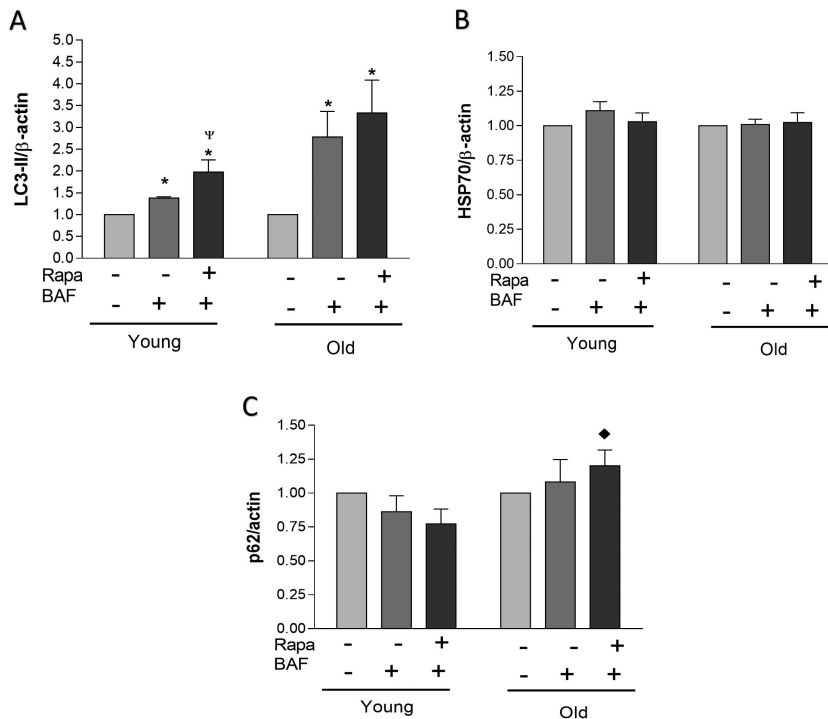 A
LC3-II/β-actin
5.0
4.5
4.0
3.5
3.0
2.5
2.0
1.5
1.0
0.5
0.0
* Ψ * * *
Rapa - - + - - +
BAF - + + - + +
Young Old
B
HSP70/β-actin
1.50
1.25
1.00
0.75
0.50
0.25
0.00
Rapa - - + - - +
BAF - + + - + +
Young Old
C
p62/actin
1.50
1.25
1.00
0.75
0.50
0.25
0.00
◆
Rapa - - + - - +
BAF - + + - + +
Young Old